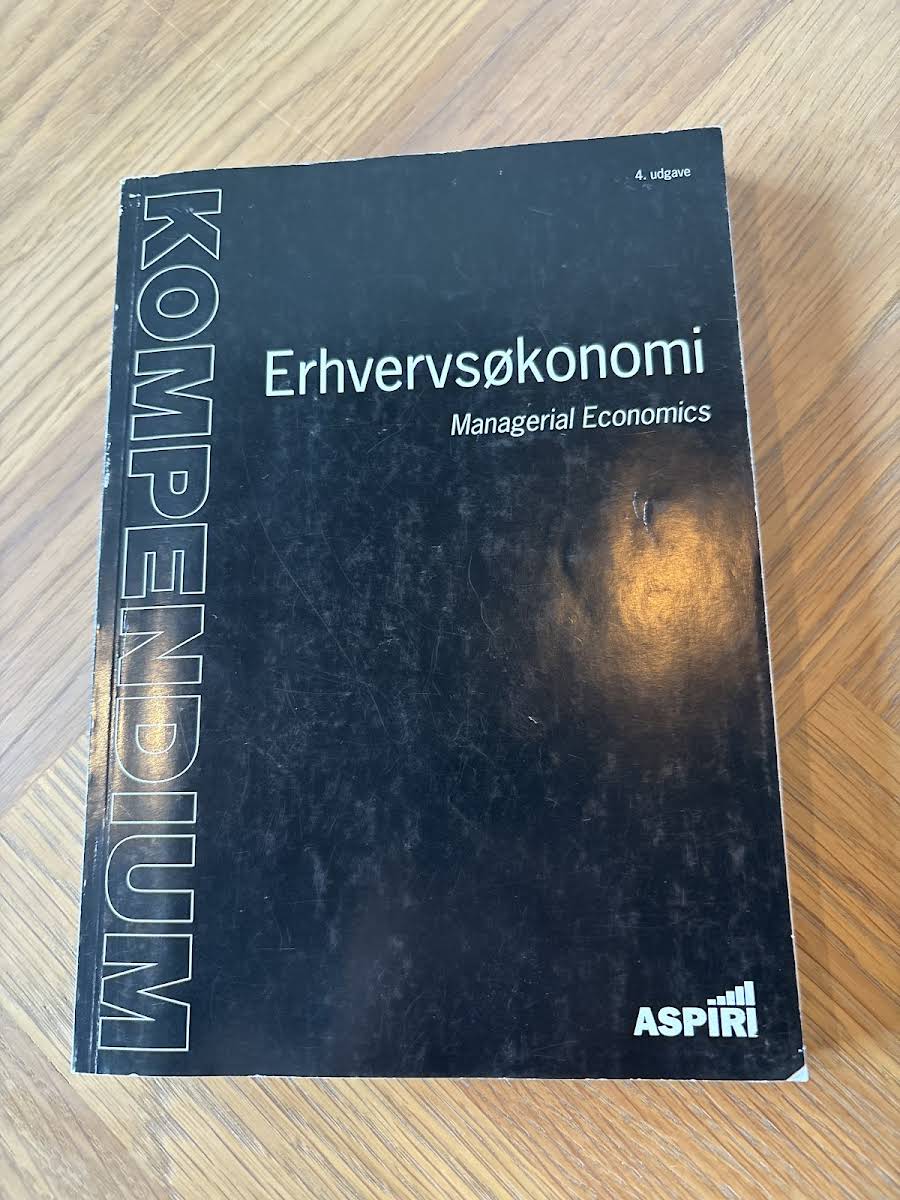 4. udgave
KOMPENDIUM
Erhvervsøkonomi
Managerial Economics
ASPIRI